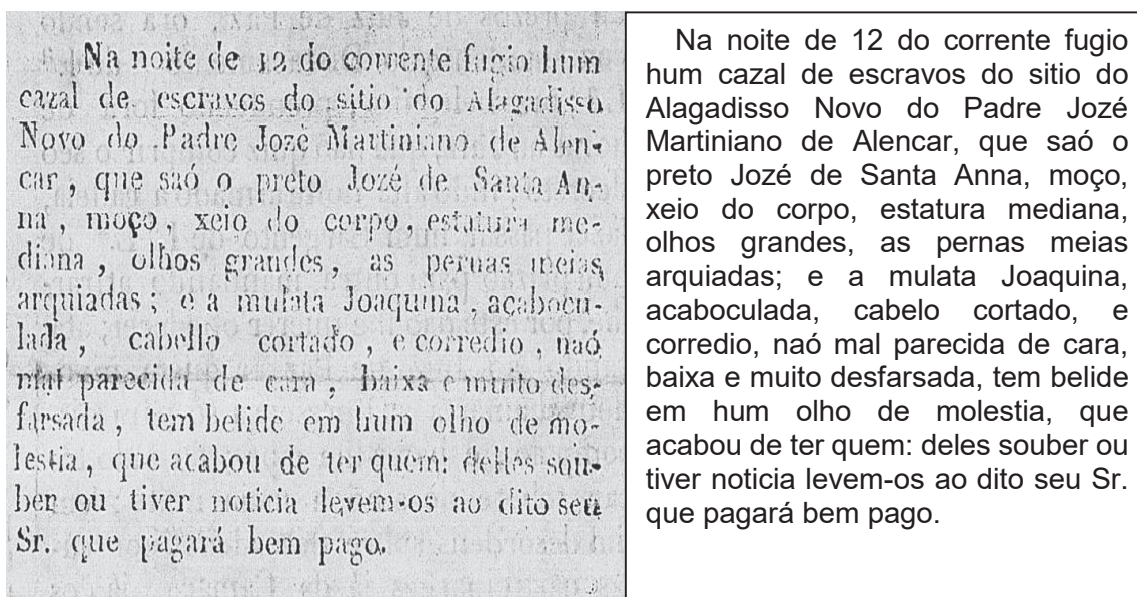 Na noite de 12 do corrente fugio hum
cazal de escravos do sitio do Alagadisso
Novo do Padre Jozé Martiniano de Alen-
car, que saó o preto Jozé de Santa An-
na, moço, xeio do corpo, estatura me-
diana, olhos grandes, as pernas meias
arquiadas; e a mulata Joaquina, acabocu-
lada, cabello cortado, e corredio, naó
mal parecida de cara, baixa e muito des-
farsada, tem belide em hum olho de mo-
lestia, que acabou de ter quem: delles sou-
ber ou tiver noticia levem-os ao dito seu
Sr. que pagará bem pago.
Na noite de 12 do corrente fugio
hum cazal de escravos do sitio do
Alagadisso Novo do Padre Jozé
Martiniano de Alencar, que saó o
preto Jozé de Santa Anna, moço,
xeio do corpo, estatura mediana,
olhos grandes, as pernas meias
arquiadas; e a mulata Joaquina,
acaboculada, cabelo cortado, e
corredio, naó mal parecida de cara,
baixa e muito desfarsada, tem belide
em hum olho de molestia, que
acabou de ter quem: deles souber ou
tiver noticia levem-os ao dito seu Sr.
que pagará bem pago.